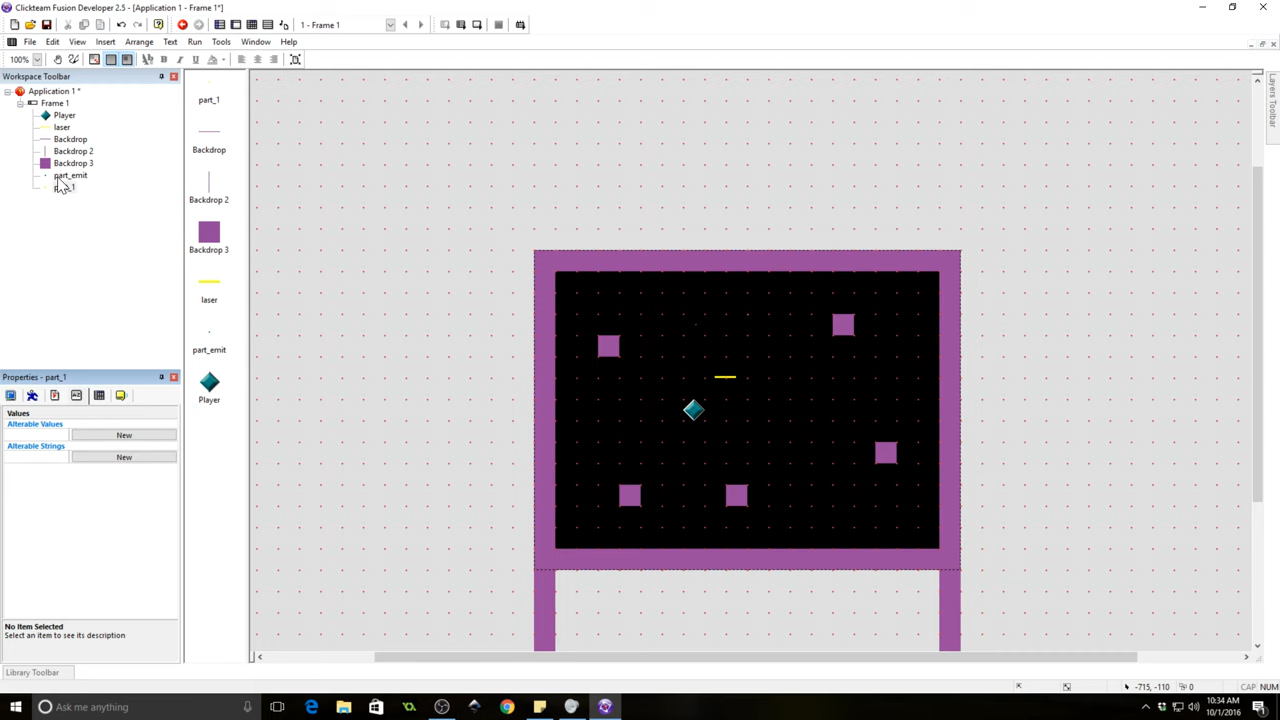 Clickteam Fusion Developer 2.5 - [Application 1 - Frame 1*]
1 - Frame 1
File Edit View Insert Arrange Text Run Tools Window Help
100%
Workspace Toolbar
Application 1 *
Frame 1
Player
laser
Backdrop
Backdrop 2
Backdrop 3
part_emit
part_1
Backdrop
Backdrop 2
Backdrop 3
laser
part_emit
Player
Layers Toolbar
Properties - part_1
Values
Alterable Values
New
Alterable Strings
New
No Item Selected
Select an item to see its description
Library Toolbar
-715, -110
0
CAP NUM
Ask me anything
10:34 AM
10/1/2016